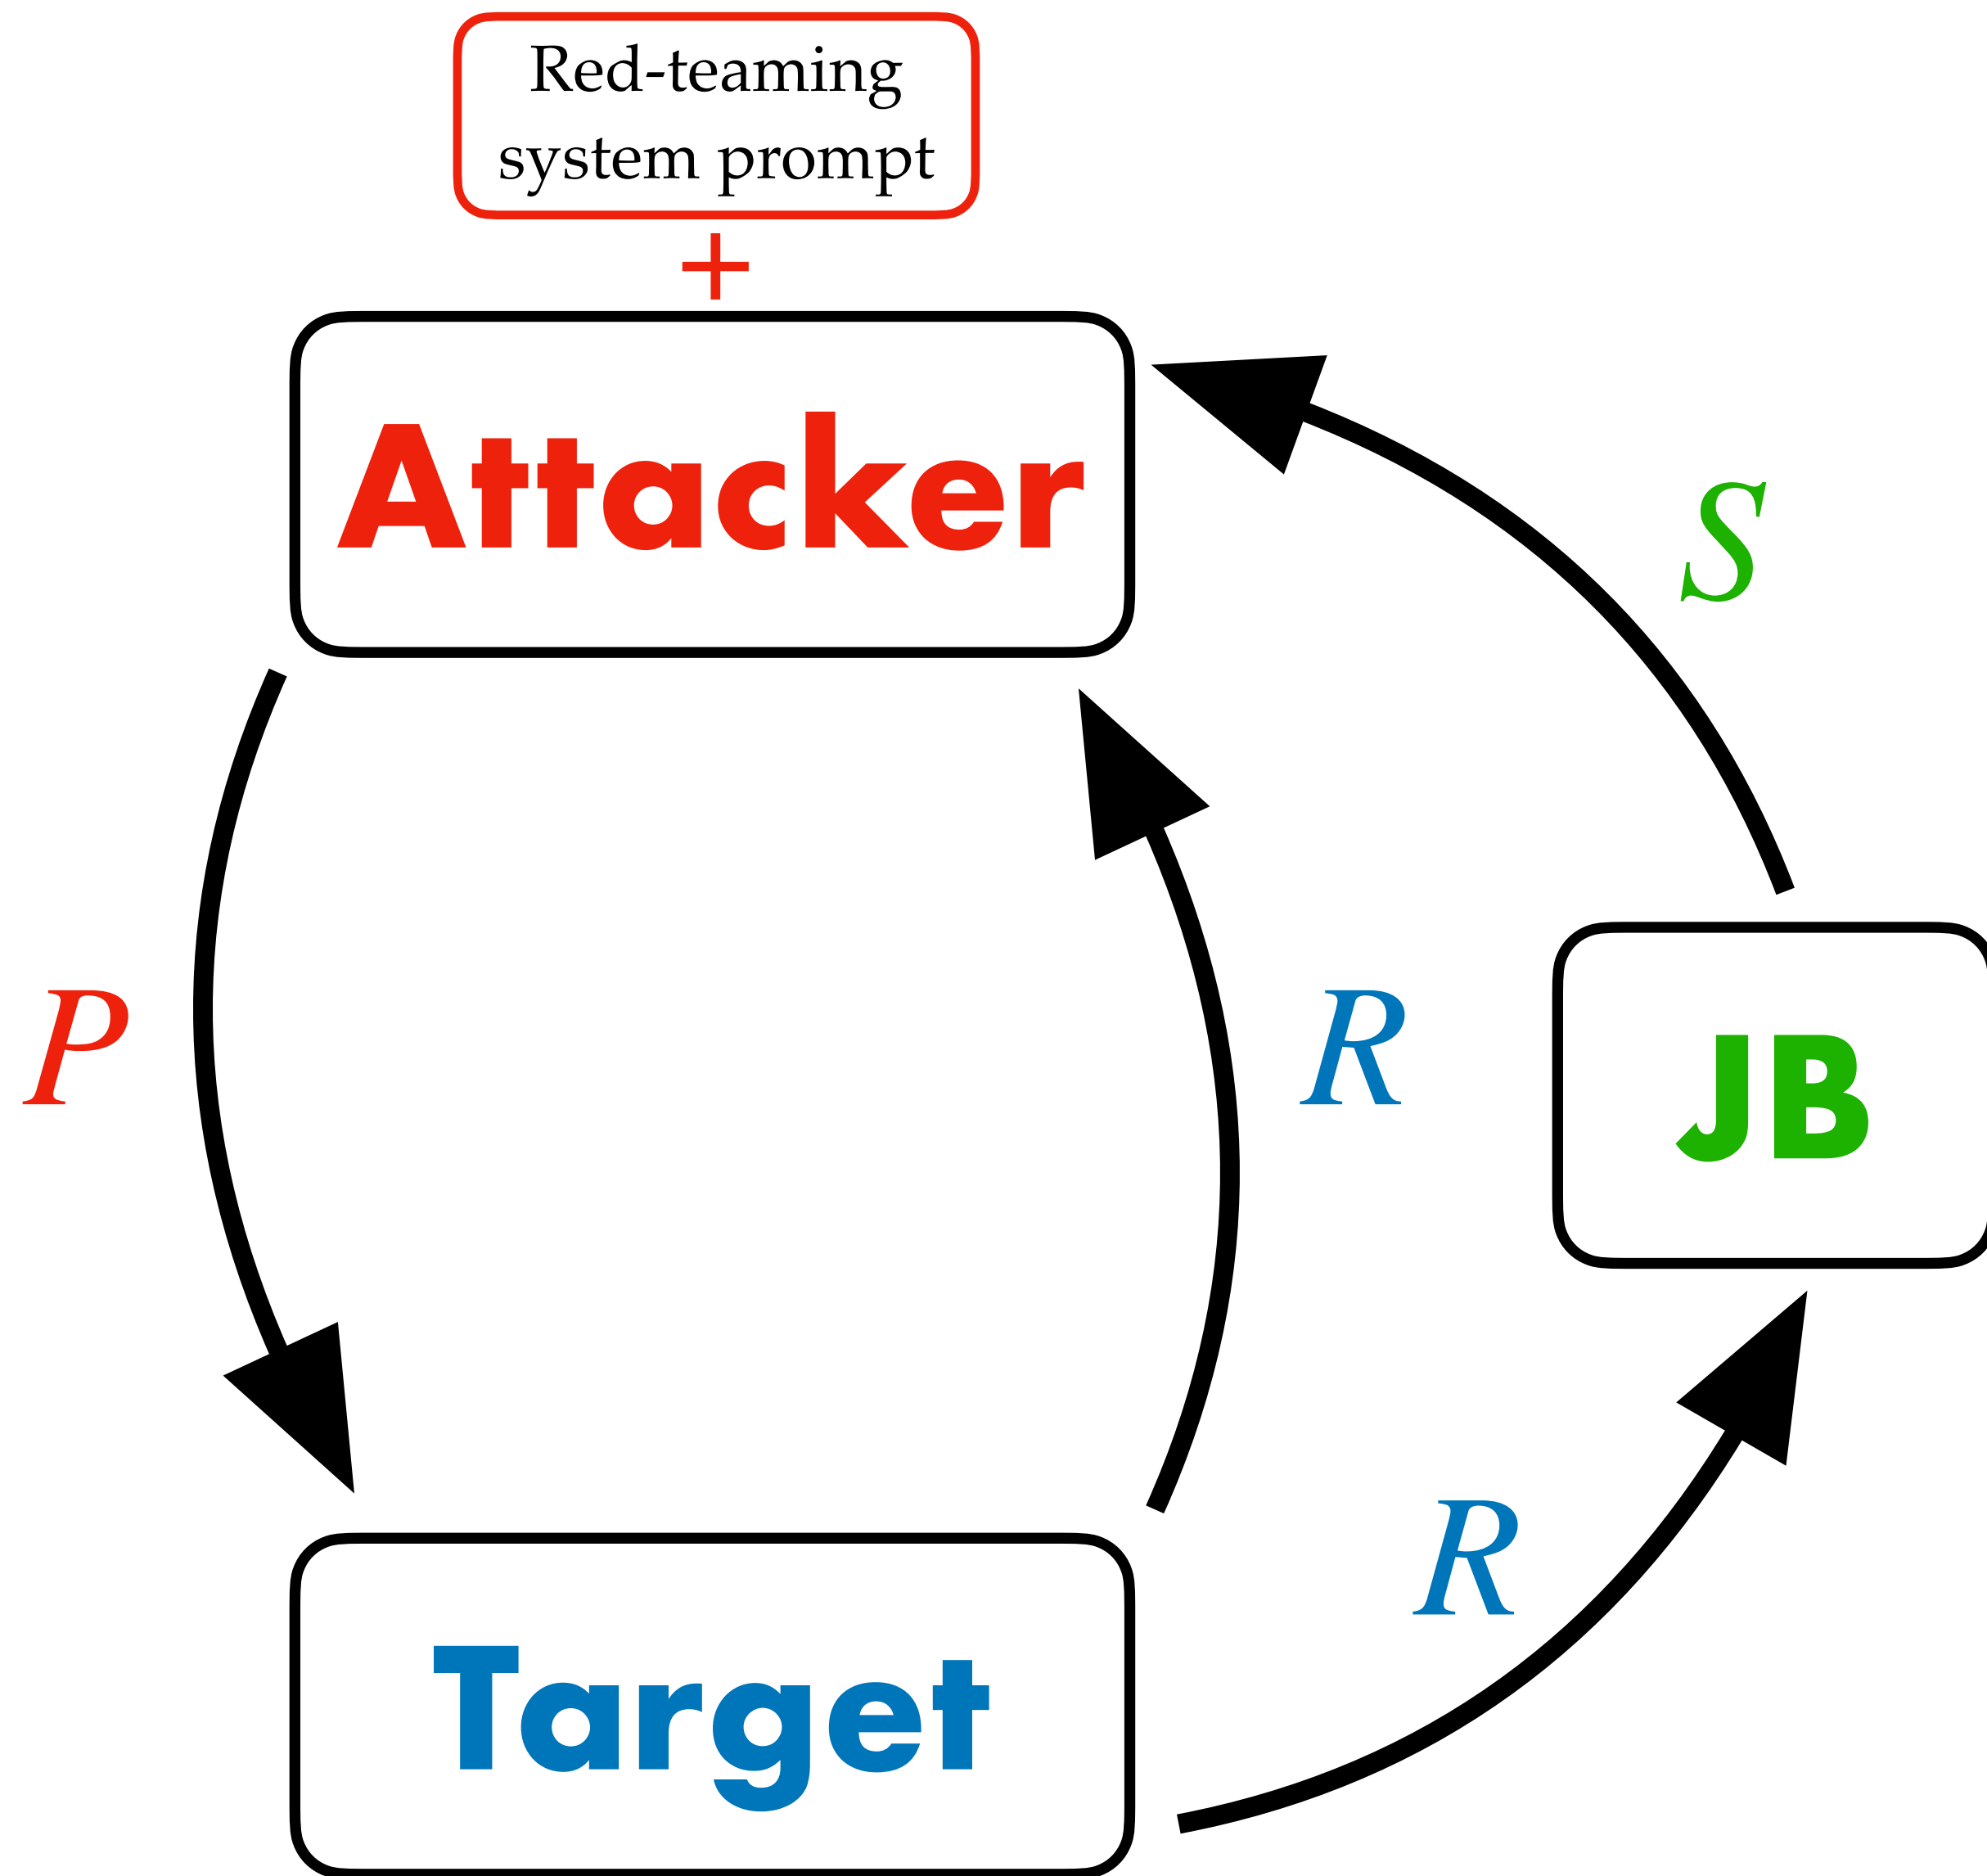 Red-teaming
system prompt
+
Attacker
S
P
R
JB
R
Target